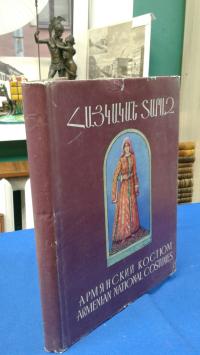 ՀԱՅԿԱԿԱՆ ՏԱՐԱԶ
АРМЯНСКИЙ КОСТЮМ
ARMENIAN NATIONAL COSTUMES